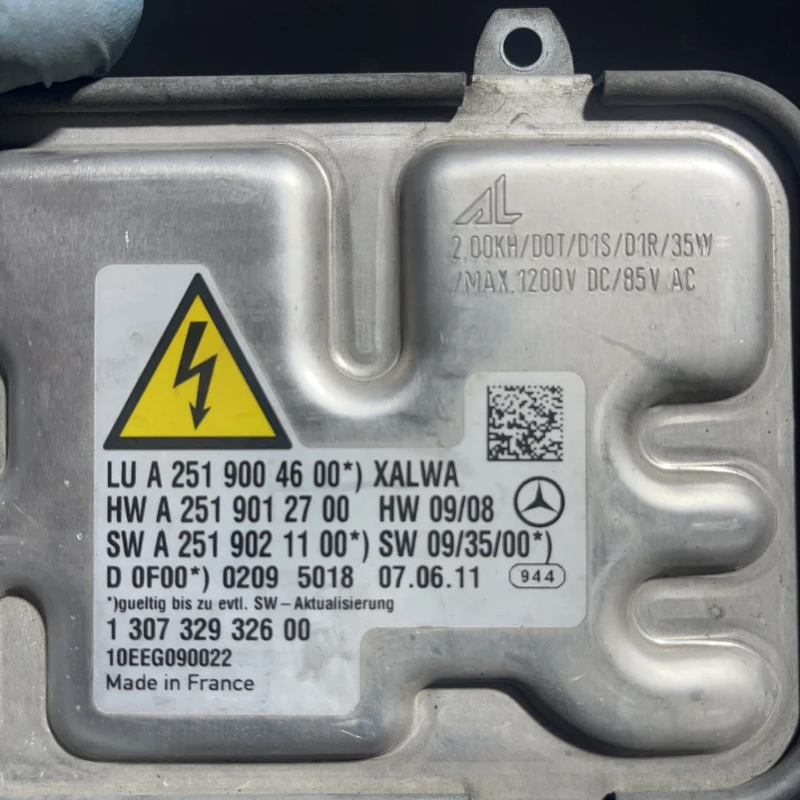 AL
2.00KH/DOT/D1S/D1R/35W
/MAX.1200V DC/85V AC
LU A 251 900 46 00*) XALWA
HW A 251 901 27 00 HW 09/08
SW A 251 902 11 00*) SW 09/35/00*)
D 0F00*) 0209 5018 07.06.11 944
*)gueltig bis zu evtl. SW-Aktualisierung
1 307 329 326 00
10EEG090022
Made in France